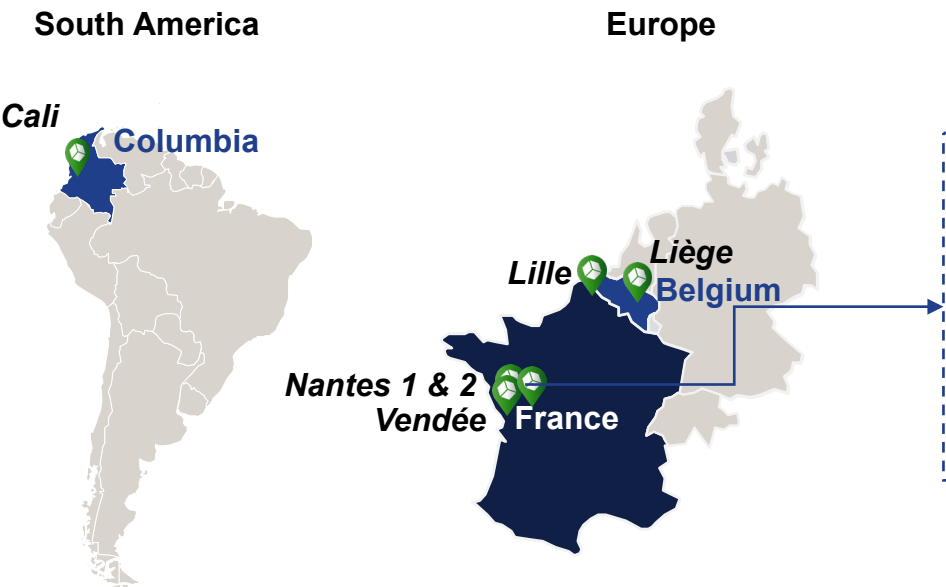 South America
Europe
Cali
Columbia
Liège
Lille
Belgium
Nantes 1 & 2
Vendée
France